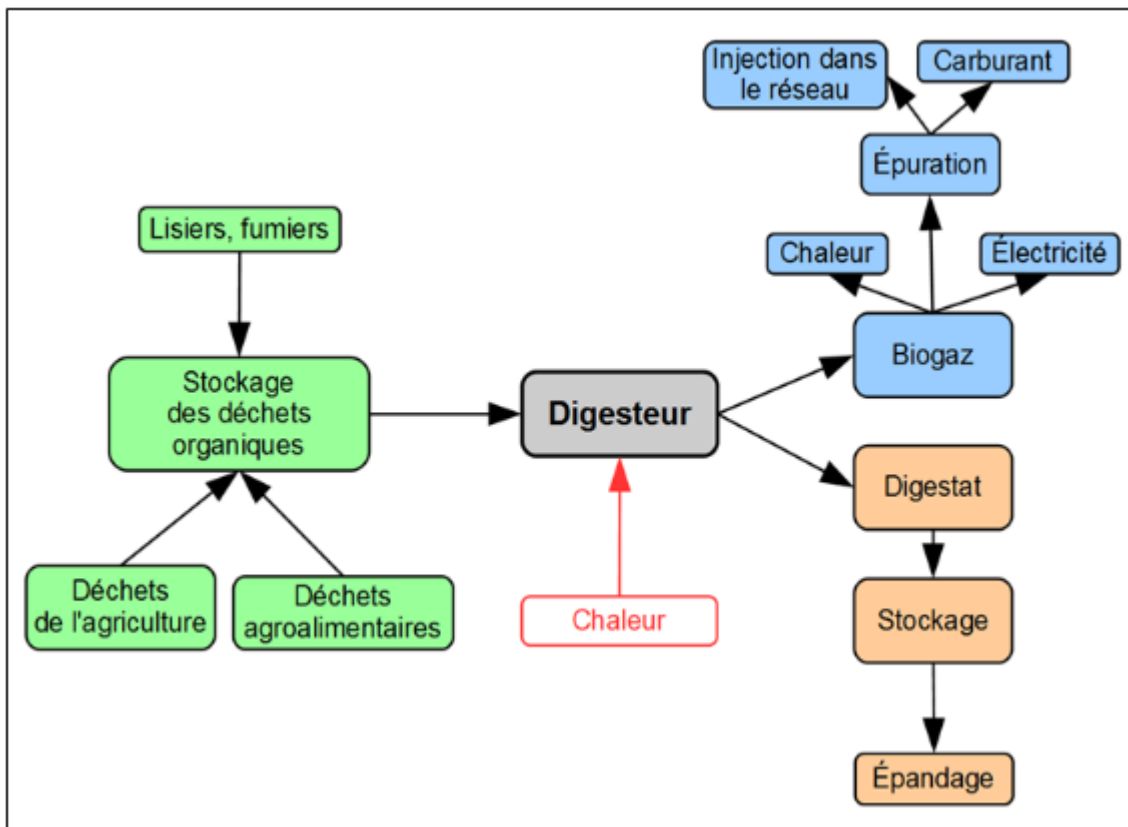 Injection dans
le réseau
Carburant
Épuration
Lisiers, fumiers
Chaleur
Électricité
Stockage
des déchets
organiques
Digesteur
Biogaz
Digestat
Déchets
de l'agriculture
Déchets
agroalimentaires
Chaleur
Stockage
Épandage